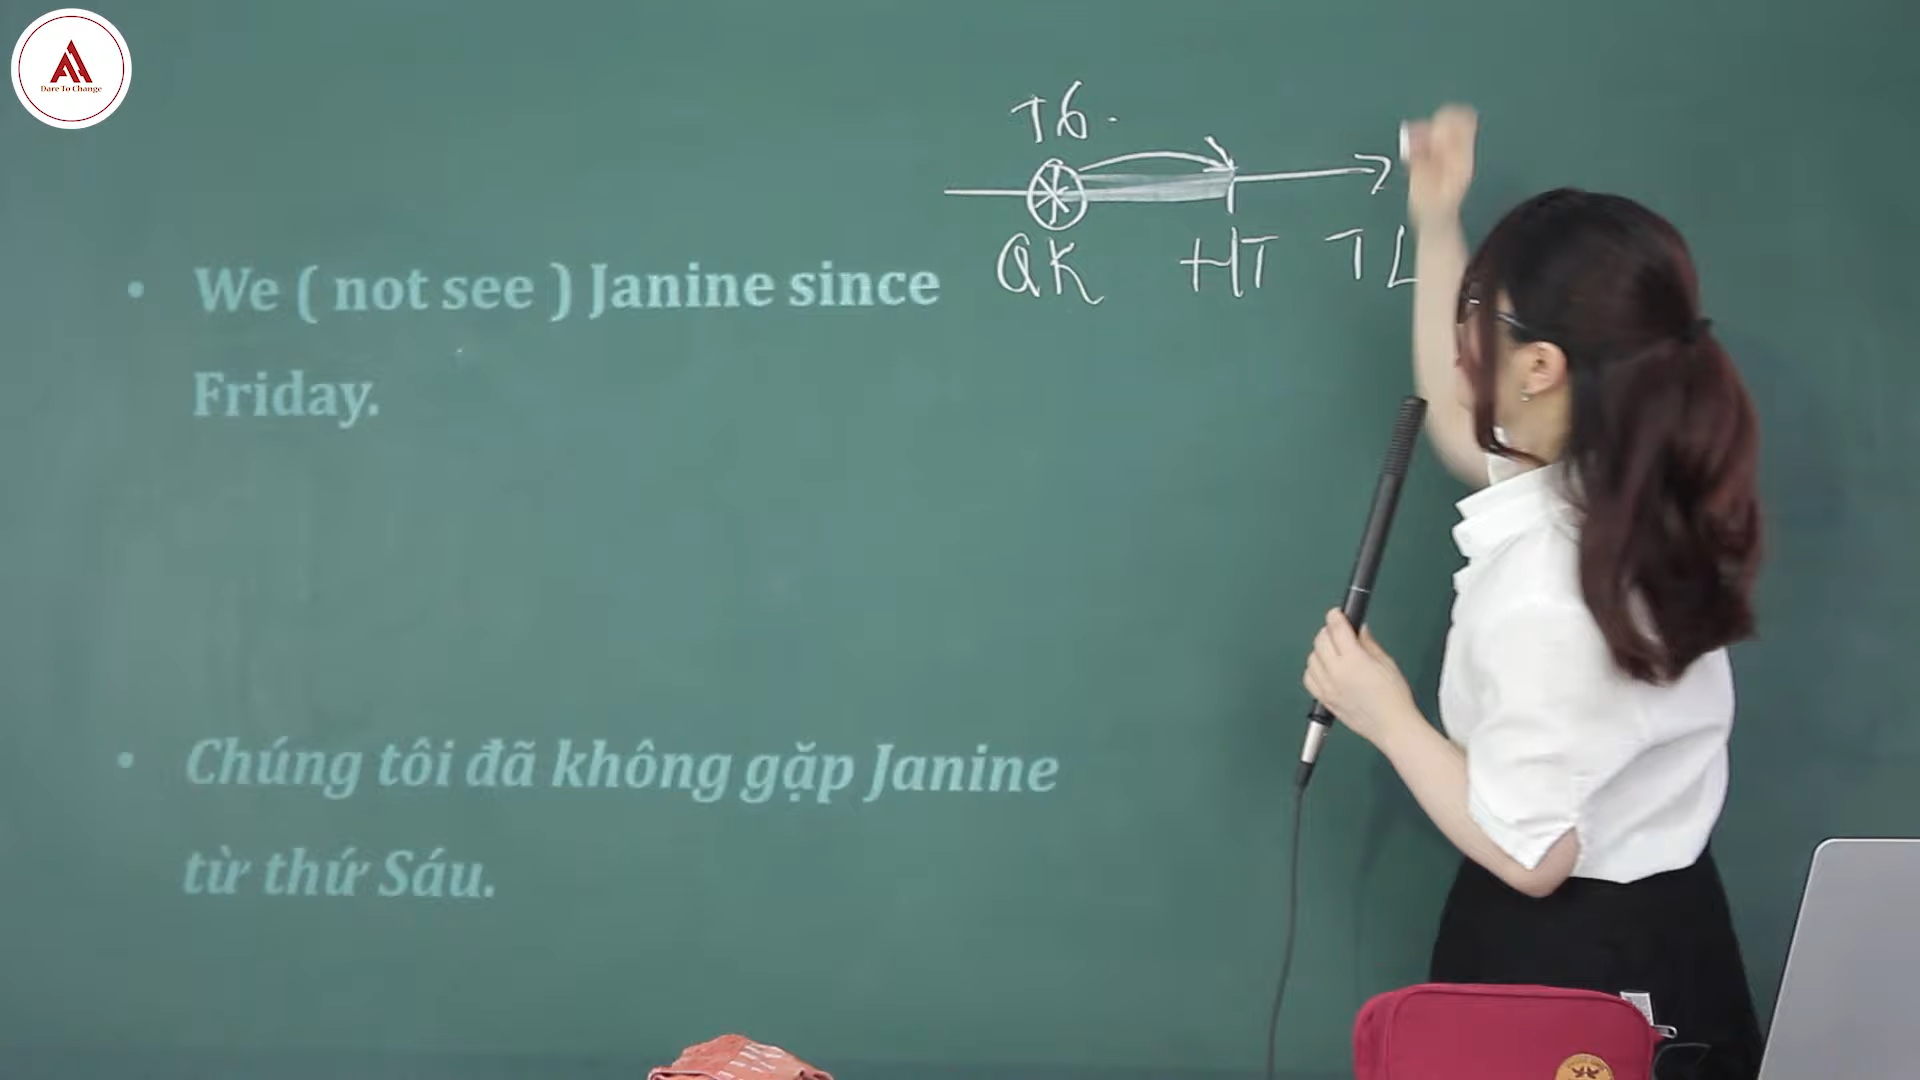 Dare To Change
T6.
QK HT TL
• We ( not see ) Janine since
Friday.
• Chúng tôi đã không gặp Janine
từ thứ Sáu.